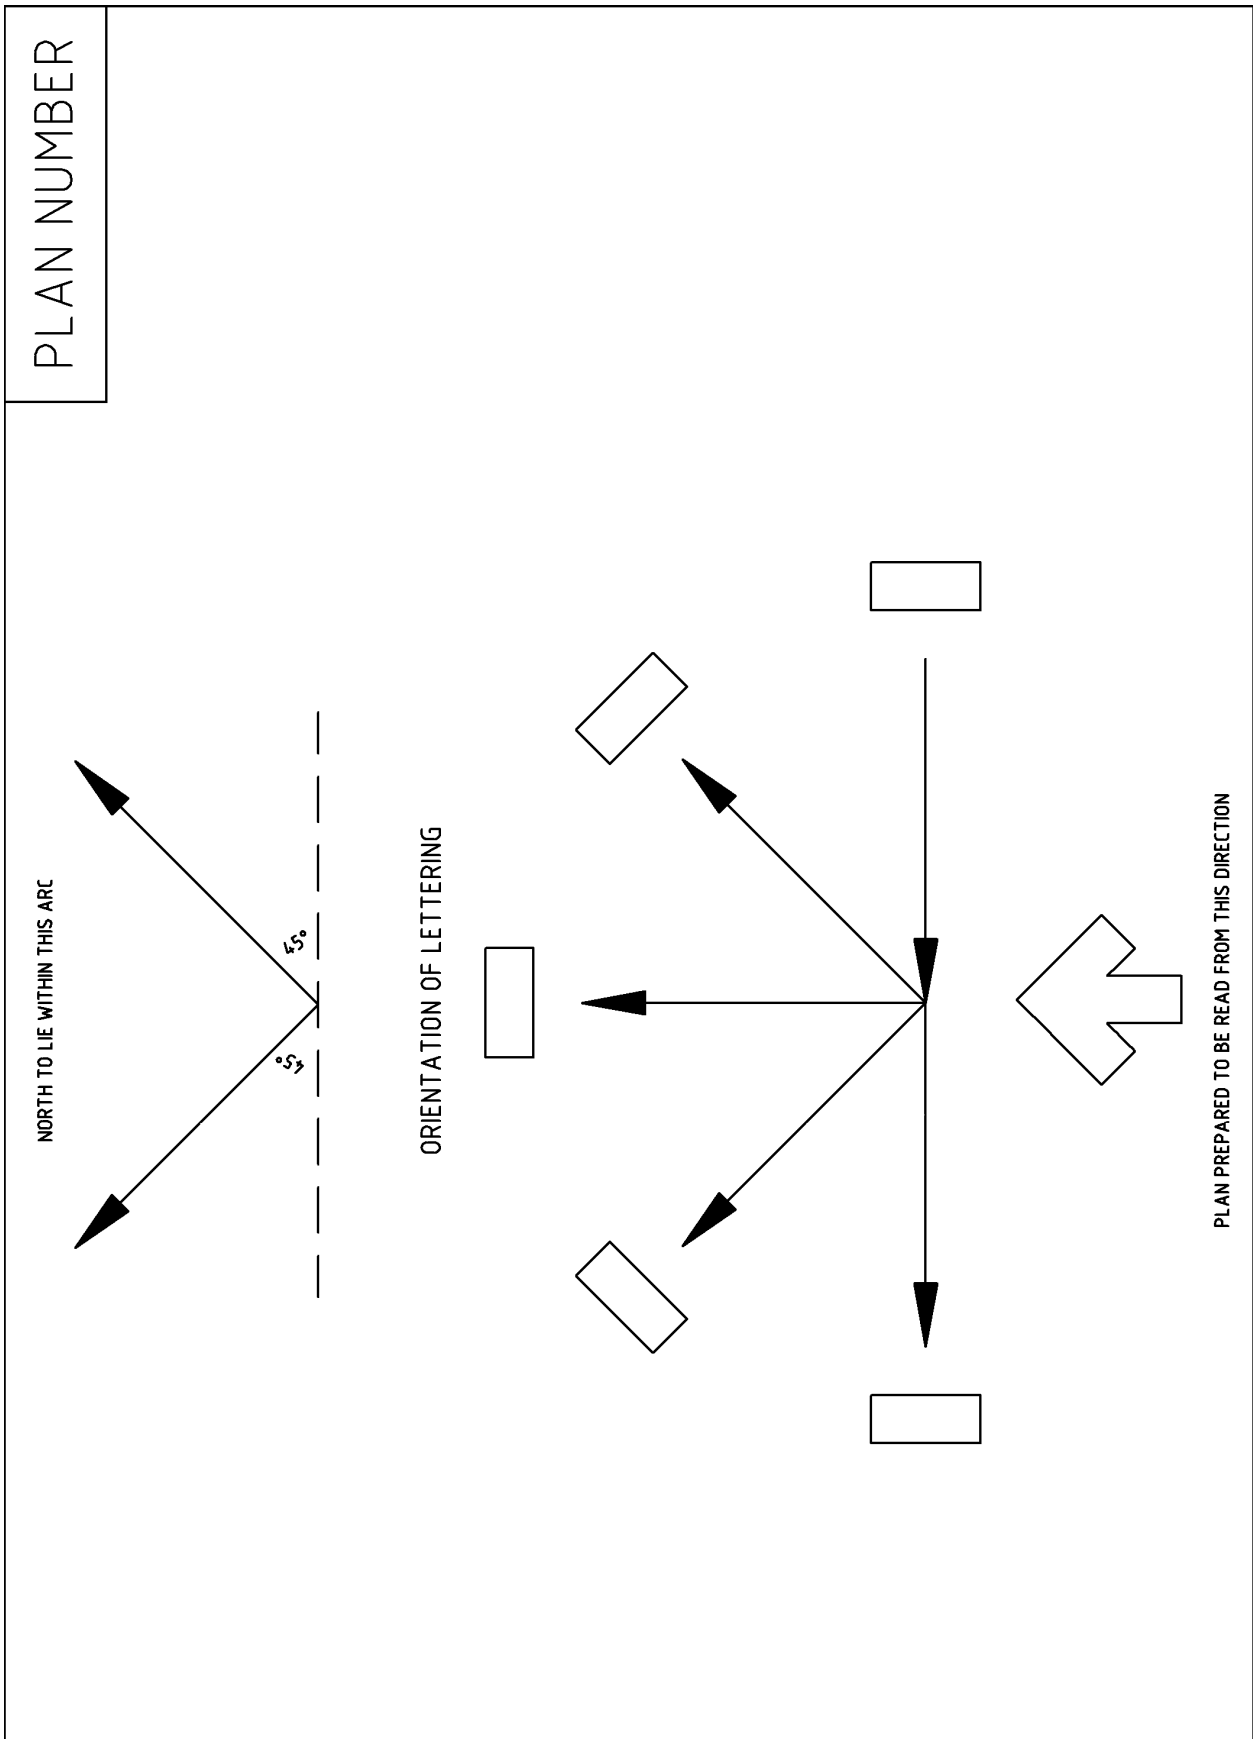 PLAN NUMBER
NORTH TO LIE WITHIN THIS ARC
45°
45°
ORIENTATION OF LETTERING
PLAN PREPARED TO BE READ FROM THIS DIRECTION